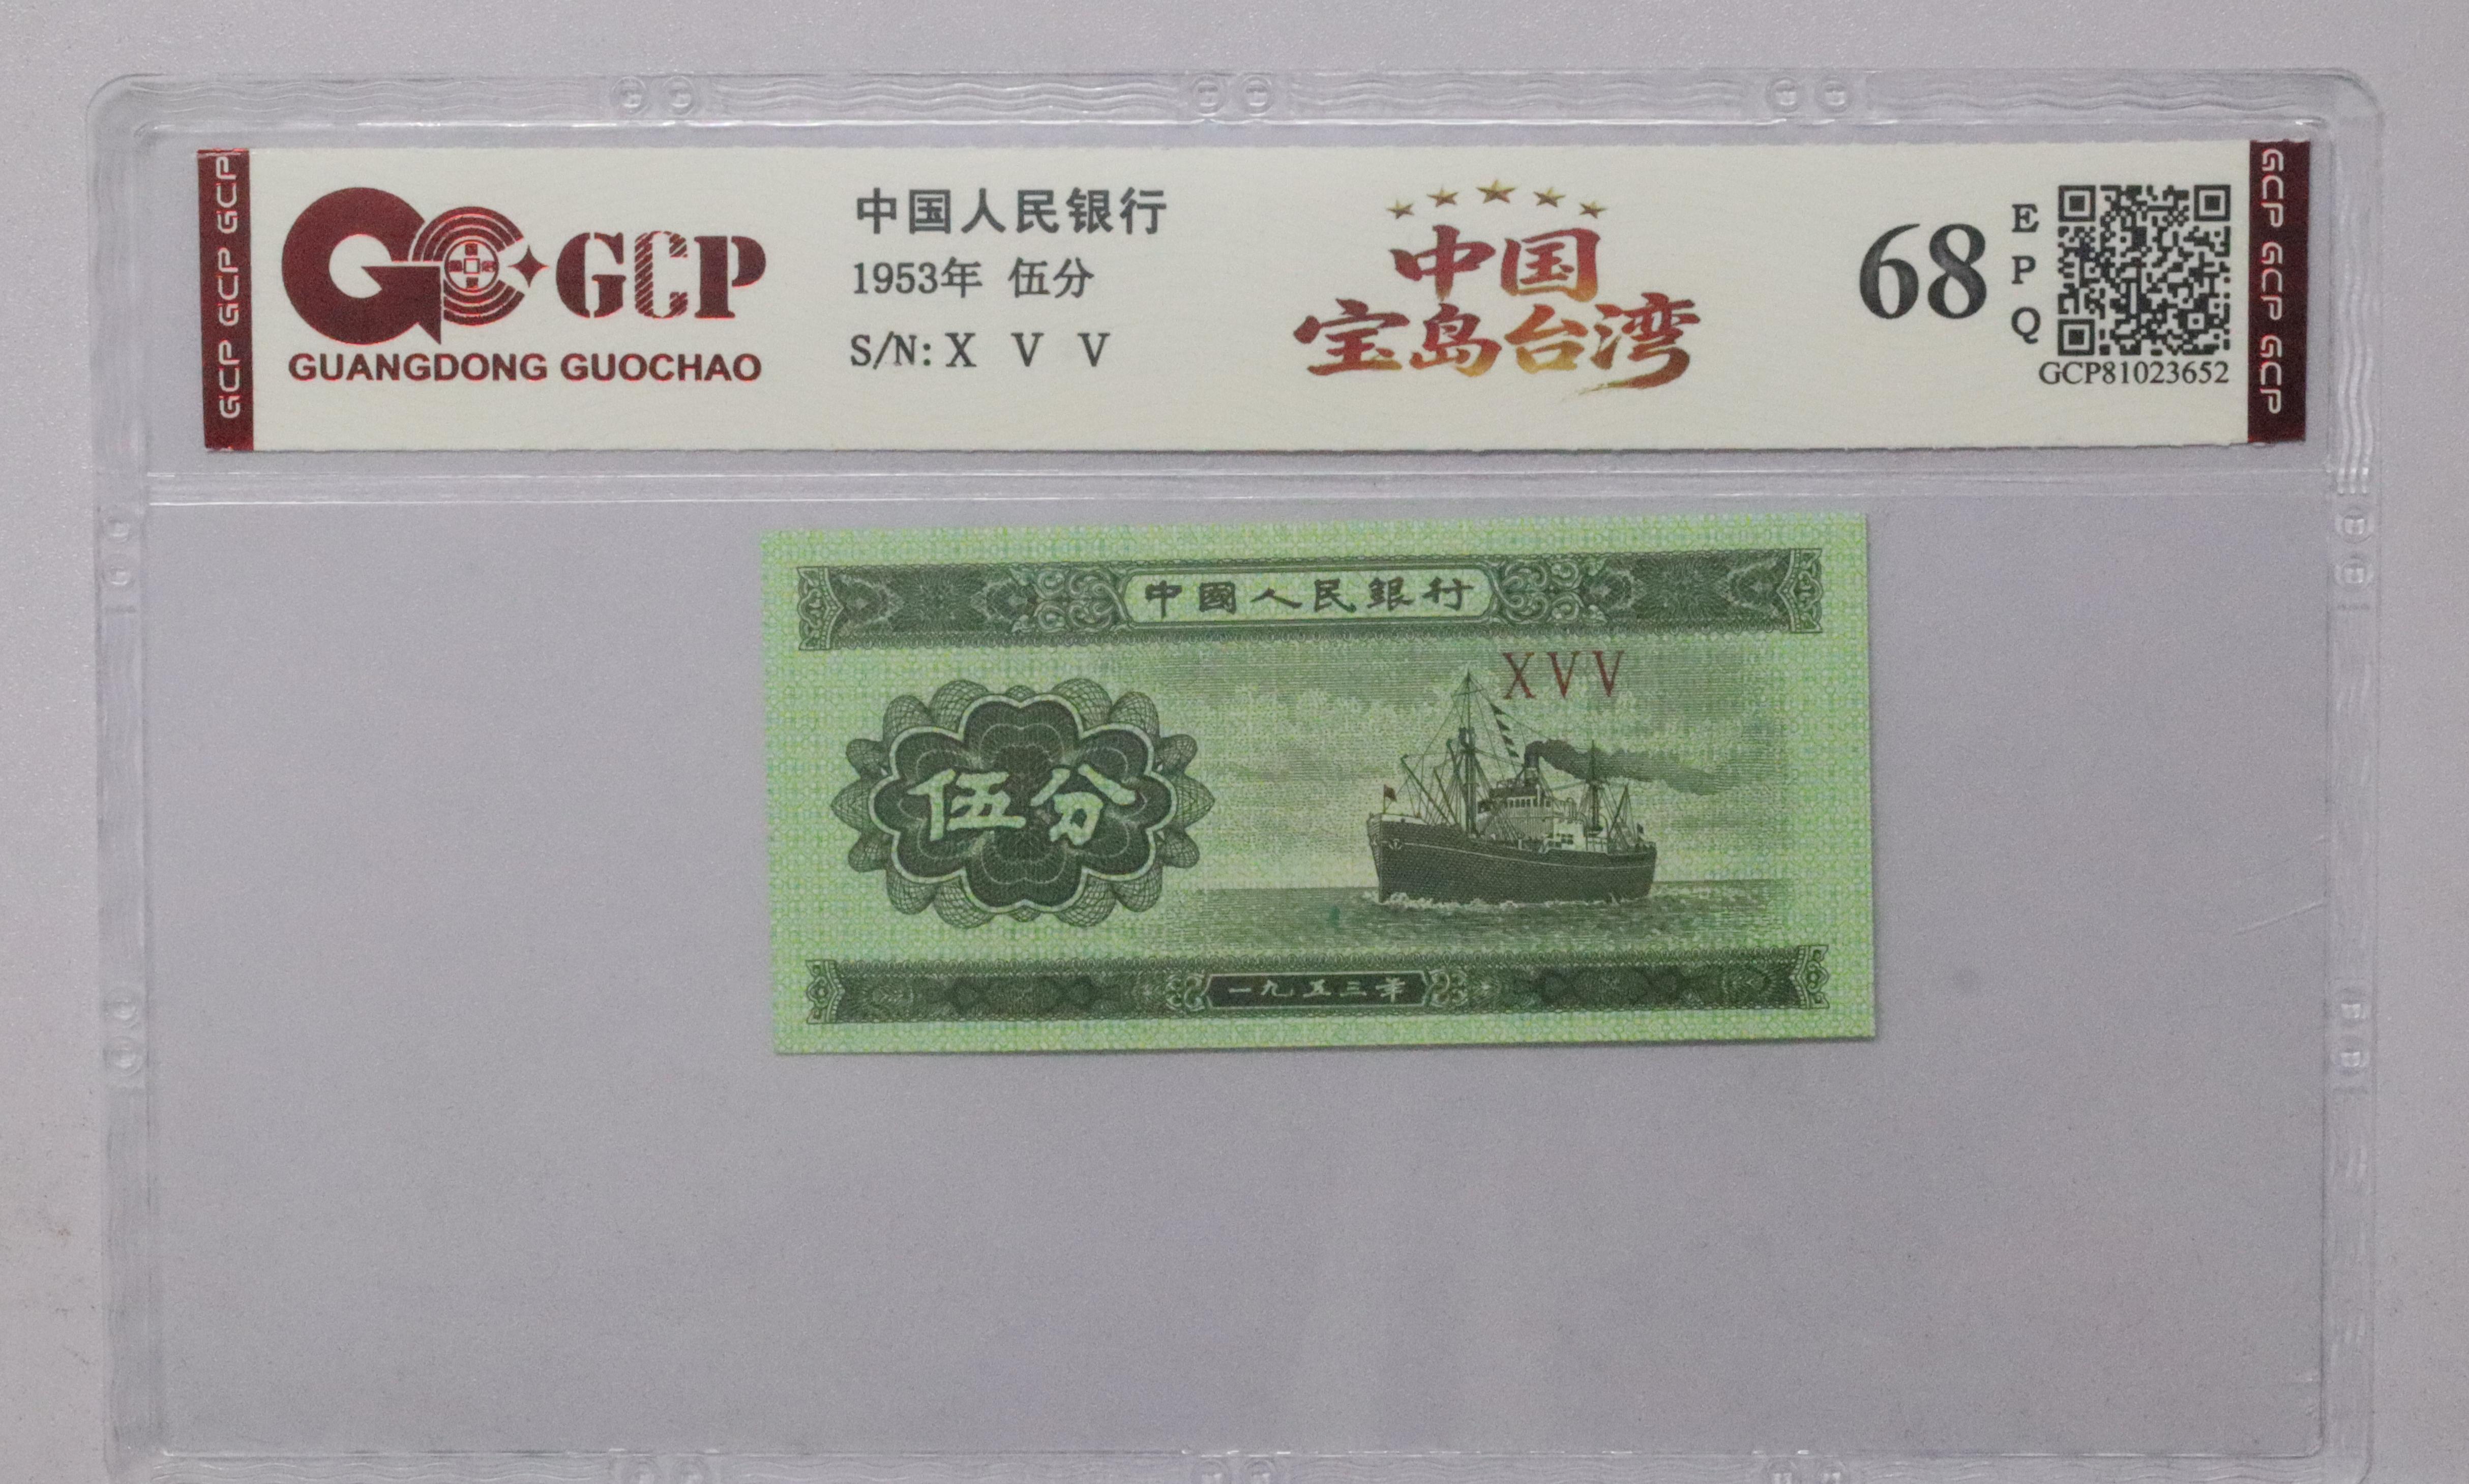 GCP GCP GCP
GCP
GUANGDONG GUOCHAO
中国人民银行
1953年 伍分
S/N: X V V
中国
宝岛台湾
68
E
P
Q
GCP81023652
GCP GCP GCP
中國人民銀行
XVV
伍分
一九五三年